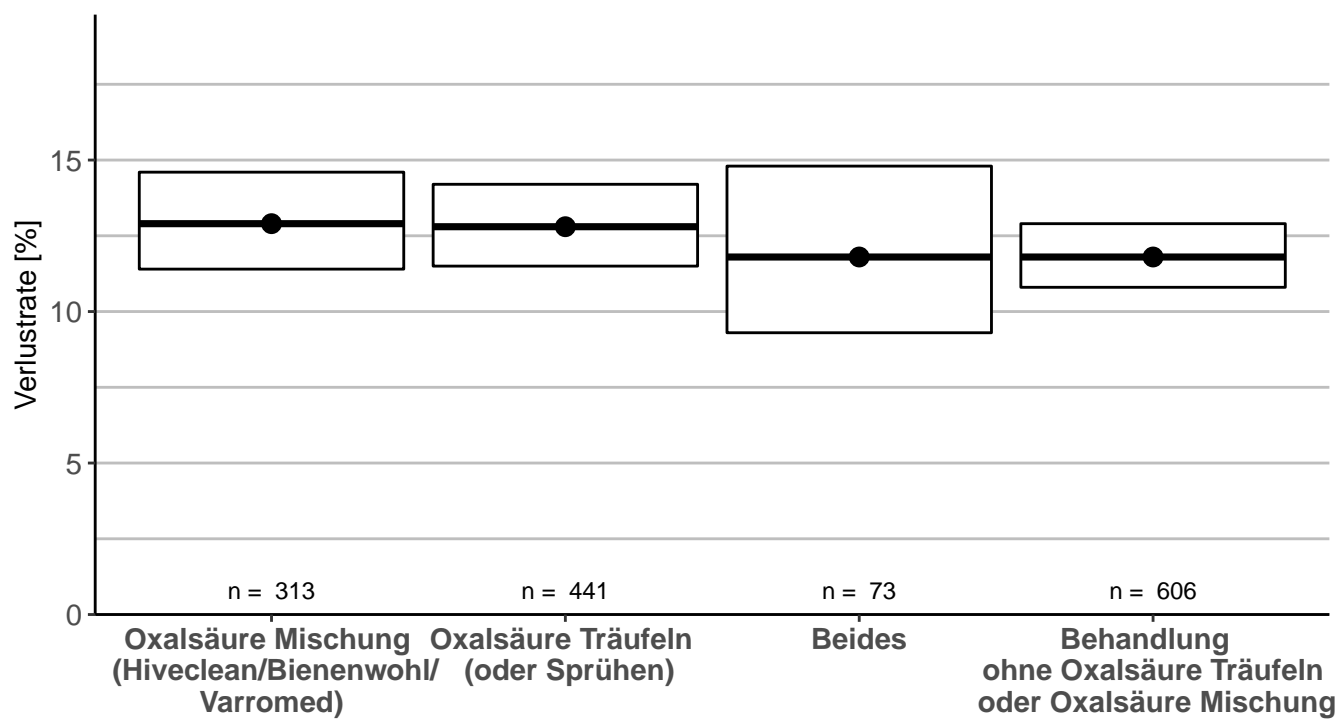 Verlustrate [%]
15
10
5
0
n = 313
n = 441
n = 73
n = 606
Oxalsäure Mischung
(Hiveclean/Bienenwohl/
Varromed)
Oxalsäure Träufeln
(oder Sprühen)
Beides
Behandlung
ohne Oxalsäure Träufeln
oder Oxalsäure Mischung